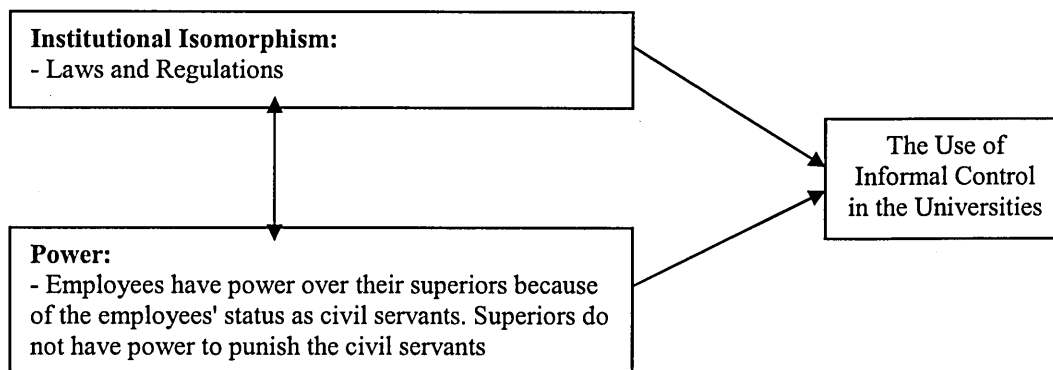 Institutional Isomorphism:
- Laws and Regulations
The Use of
Informal Control
in the Universities
Power:
- Employees have power over their superiors because
of the employees' status as civil servants. Superiors do
not have power to punish the civil servants